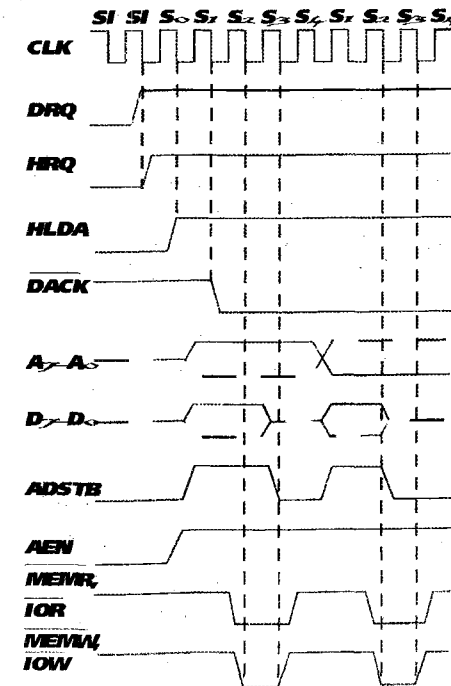 SI SI S₀ S₁ S₂ S₃ S₄ S₁ S₂ S₃ S₄
CLK
DRQ
HRQ
HLDA
DACK
A₇-A₀
D₇-D₀
ADSTB
AEN
MEMR,
IOR
MEMW,
IOW